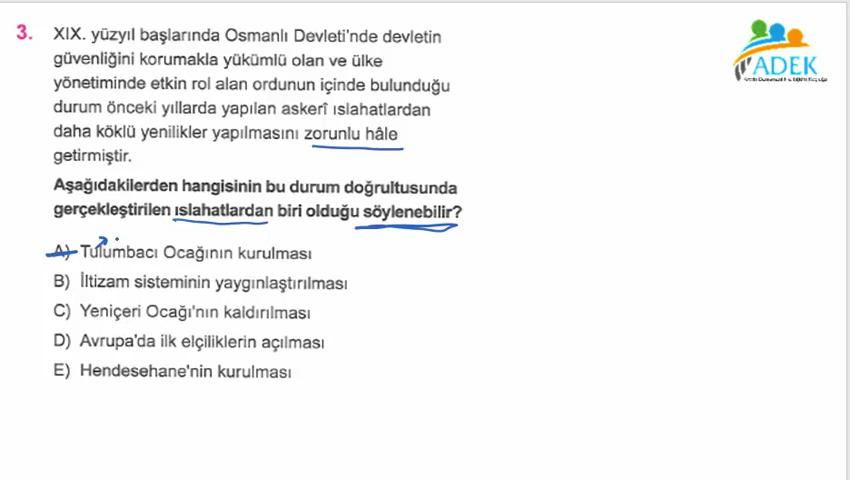 3. XIX. yüzyıl başlarında Osmanlı Devleti'nde devletin
güvenliğini korumakla yükümlü olan ve ülke
yönetiminde etkin rol alan ordunun içinde bulunduğu
durum önceki yıllarda yapılan askerî ıslahatlardan
daha köklü yenilikler yapılmasını zorunlu hâle
getirmiştir.
Aşağıdakilerden hangisinin bu durum doğrultusunda
gerçekleştirilen ıslahatlardan biri olduğu söylenebilir?
A) Tulumbacı Ocağının kurulması
B) İltizam sisteminin yaygınlaştırılması
C) Yeniçeri Ocağı'nın kaldırılması
D) Avrupa'da ilk elçiliklerin açılması
E) Hendesehane'nin kurulması
ADEK